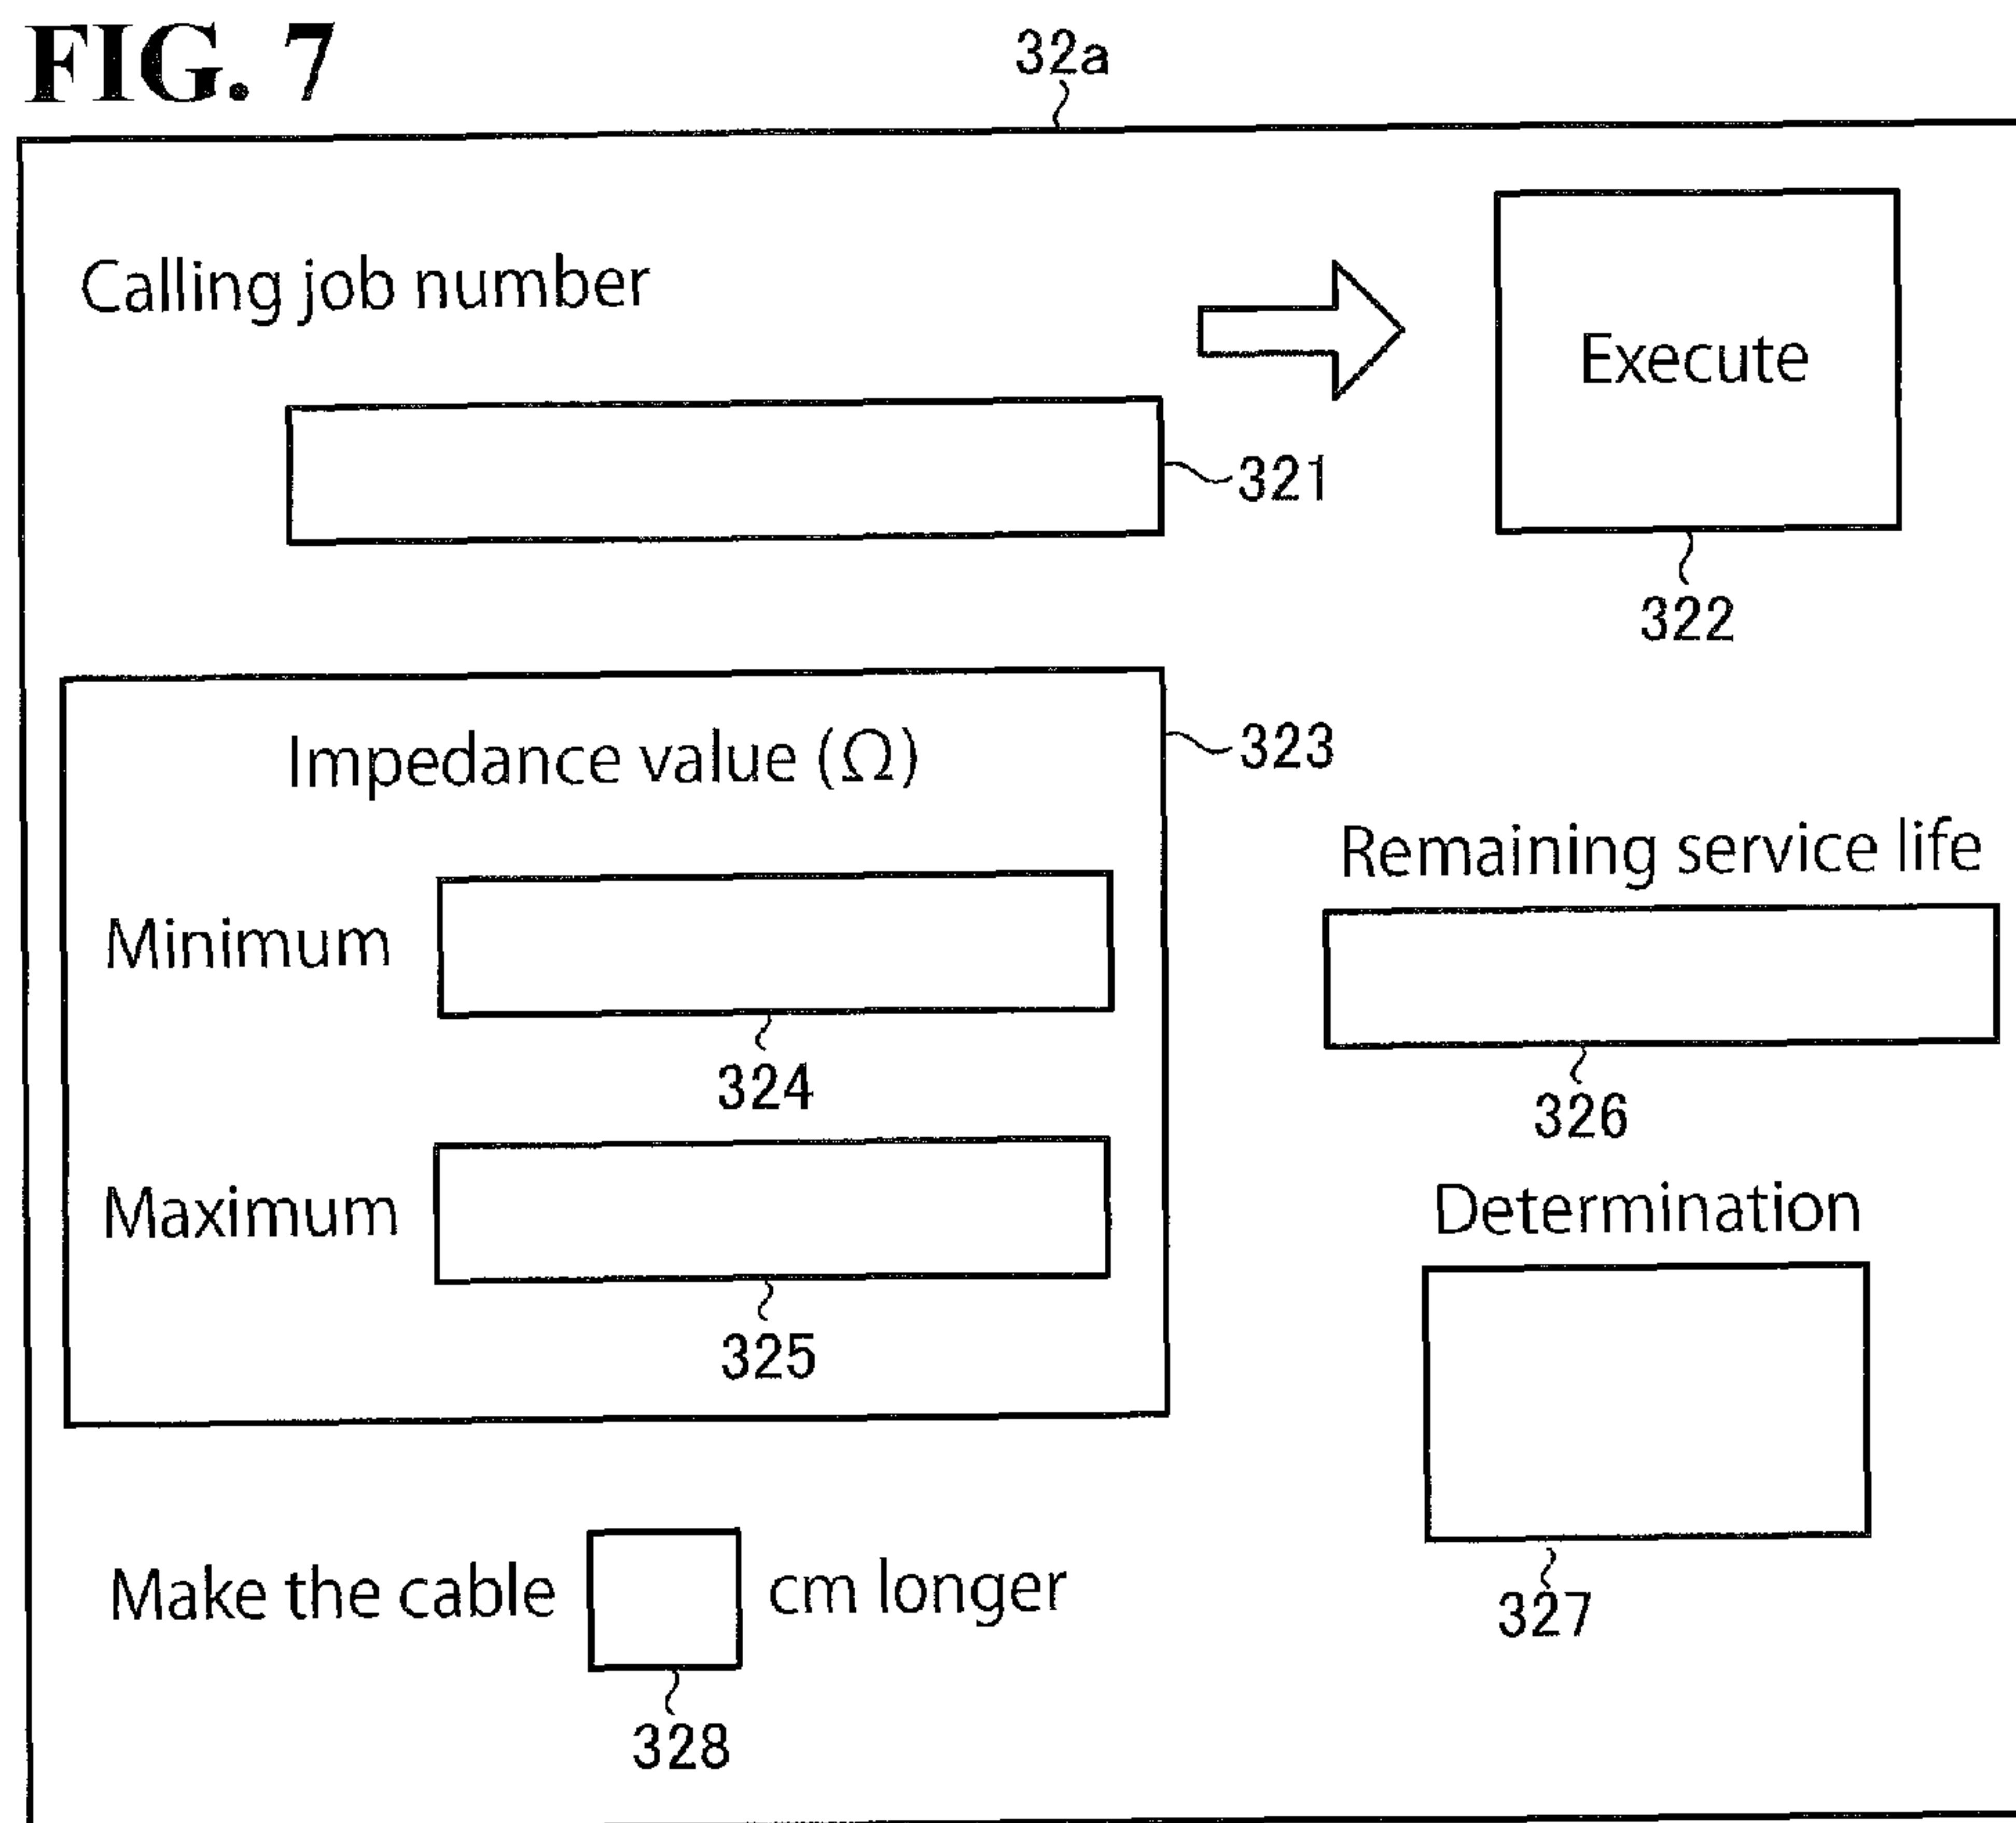 FIG. 7
32a
Calling job number
Execute
321
322
Impedance value (Ω)
323
Minimum
324
Maximum
325
Remaining service life
326
Determination
327
Make the cable cm longer
328